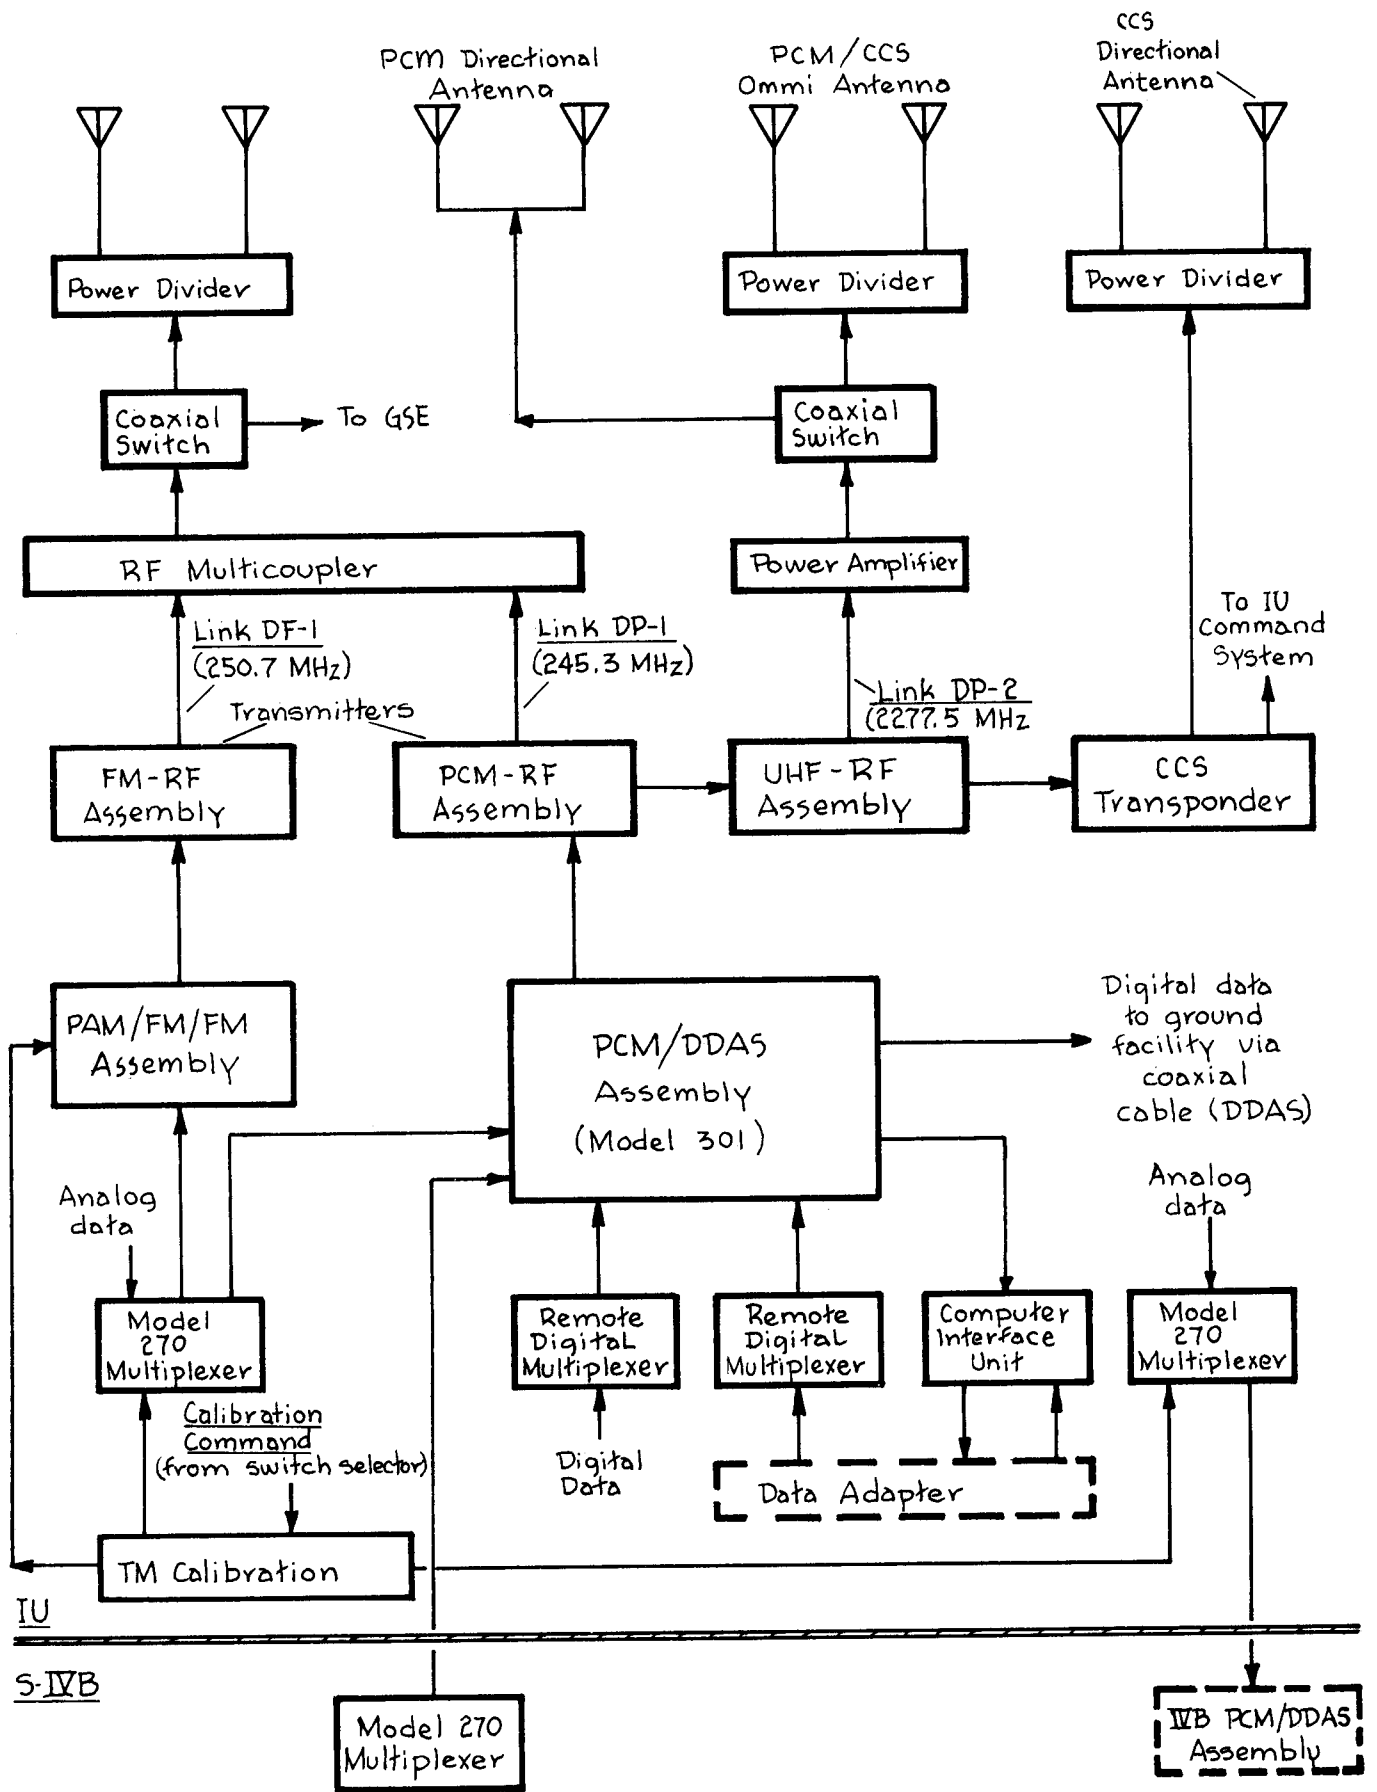 CCS
Directional
Antenna
PCM Directional
Antenna
PCM/CCS
Ommi Antenna
Power Divider
Power Divider
Power Divider
Coaxial
Switch
To GSE
Coaxial
Switch
RF Multicoupler
Power Amplifier
Link DF-1
(250.7 MHz)
Link DP-1
(245.3 MHz)
To IU
Command
System
Link DP-2
(2277.5 MHz
Transmitters
FM-RF
Assembly
PCM-RF
Assembly
UHF-RF
Assembly
CCS
Transponder
PAM/FM/FM
Assembly
PCM/DDAS
Assembly
(Model 301)
Digital data
to ground
facility via
coaxial
cable (DDAS)
Analog
data
Analog
data
Model
270
Multiplexer
Remote
Digital
Multiplexer
Remote
Digital
Multiplexer
Computer
Interface
Unit
Model
270
Multiplexer
Calibration
Command
(from switch selector)
Digital
Data
Data Adapter
TM Calibration
IU
S-IVB
Model 270
Multiplexer
IVB PCM/DDAS
Assembly